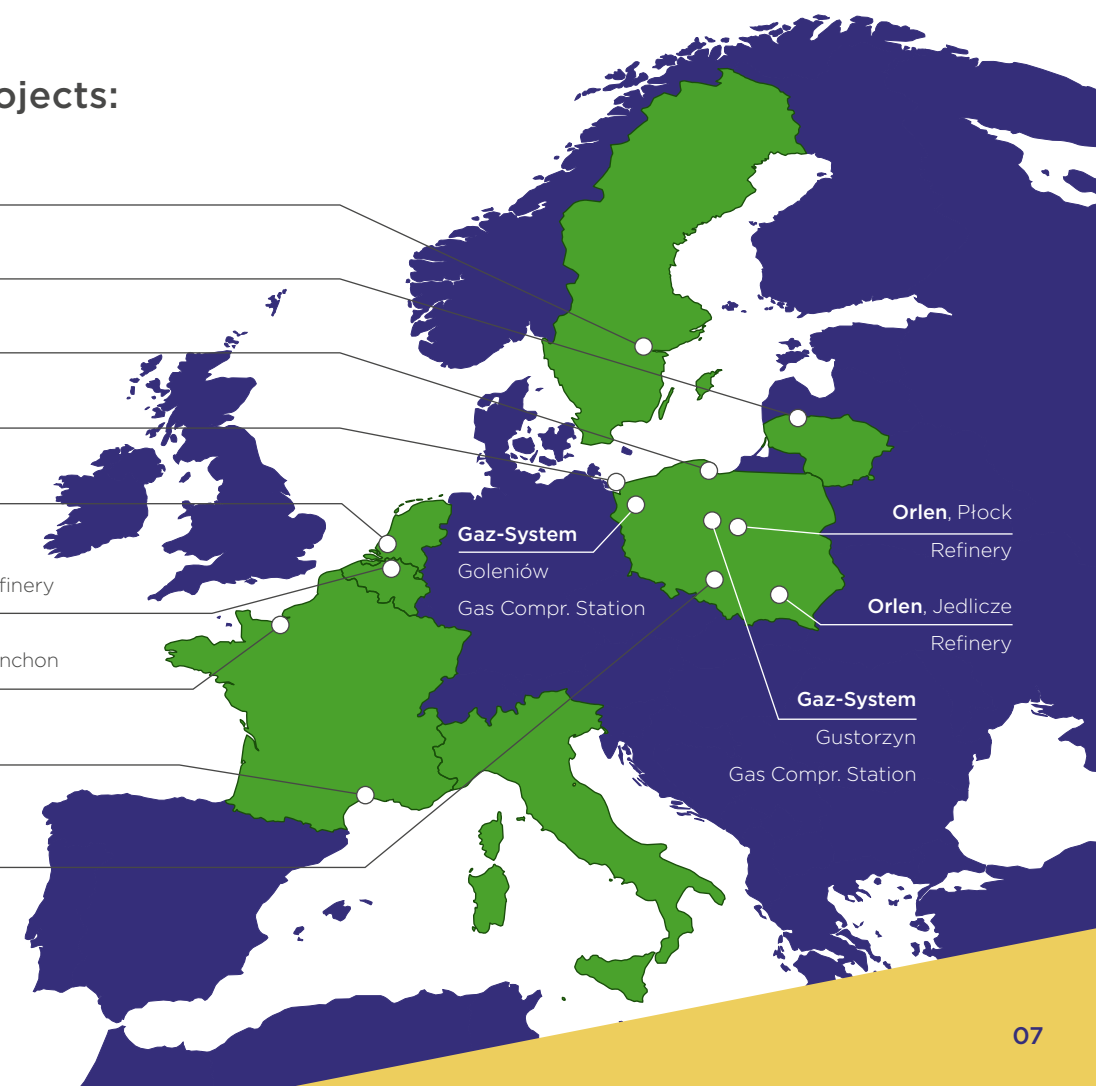 ojects:
finery
nchon
Gaz-System
Goleniów
Gas Compr. Station
Orlen, Płock
Refinery
Orlen, Jedlicze
Refinery
Gaz-System
Gustorzyn
Gas Compr. Station
07